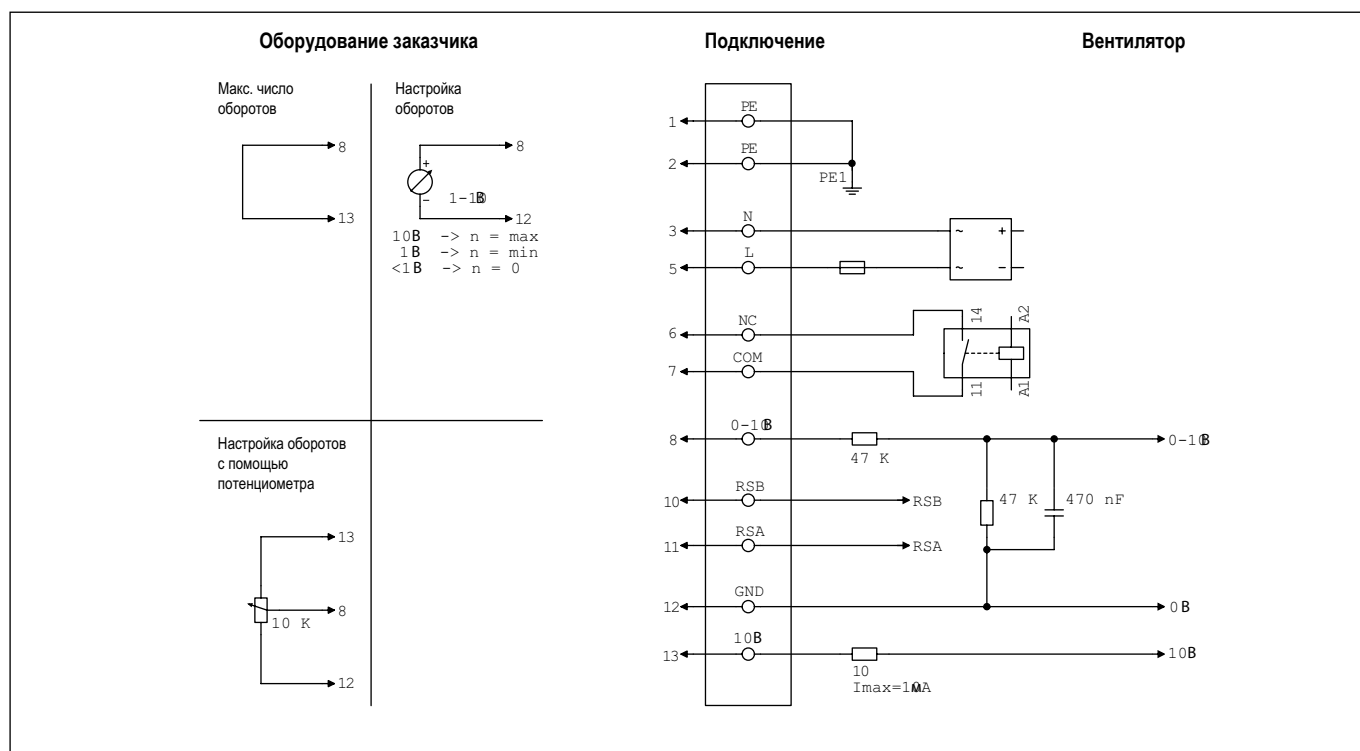 Оборудование заказчика
Подключение
Вентилятор
Макс. число
оборотов
8
13
Настройка
оборотов
8
+
−
1-10В
12
10В -> n = max
1В -> n = min
<1В -> n = 0
Настройка оборотов
с помощью
потенциометра
13
8
10 K
12
1
PE
2
PE
PE1
3
N
~
+
5
L
~
−
6
NC
14
A2
7
COM
11
A1
8
0-10В
47 K
0-10В
47 K
470 nF
10
RSB
RSB
11
RSA
RSA
12
GND
0В
13
10В
10
Imax=10мA
10В